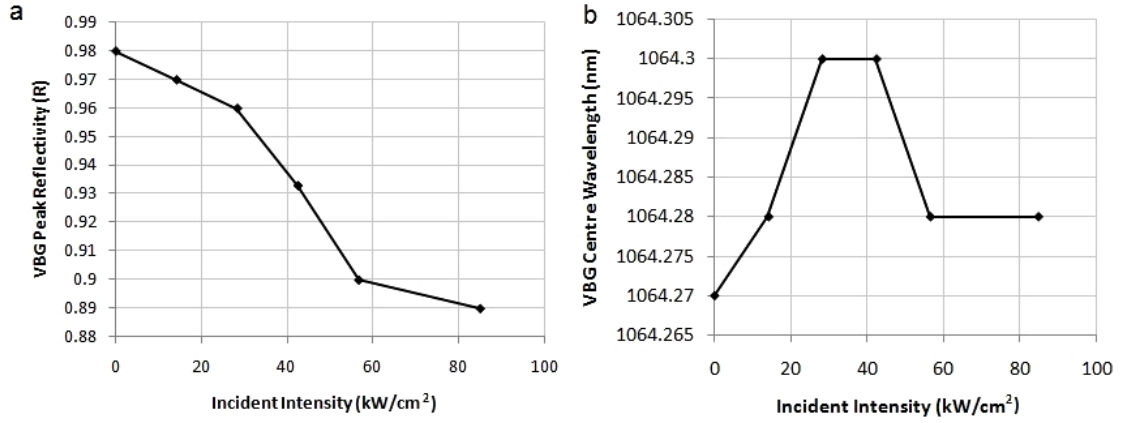 a
0.99
0.98
0.97
0.96
0.95
0.94
0.93
0.92
0.91
0.9
0.89
0.88
VBG Peak Reflectivity (R)
0 20 40 60 80 100
Incident Intensity (kW/cm²)
b
1064.305
1064.3
1064.295
1064.29
1064.285
1064.28
1064.275
1064.27
1064.265
VBG Centre Wavelength (nm)
0 20 40 60 80 100
Incident Intensity (kW/cm²)